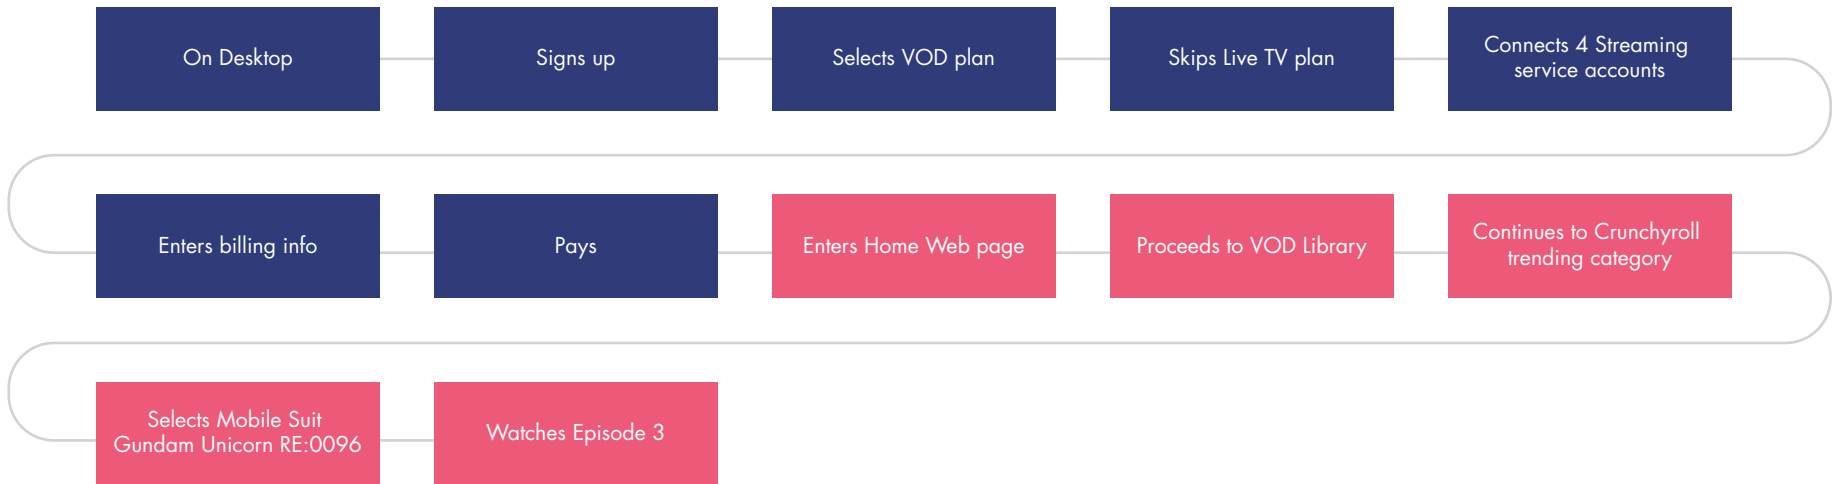 On Desktop
Signs up
Selects VOD plan
Skips Live TV plan
Connects 4 Streaming
service accounts
Enters billing info
Pays
Enters Home Web page
Proceeds to VOD Library
Continues to Crunchyroll
trending category
Selects Mobile Suit
Gundam Unicorn RE:0096
Watches Episode 3